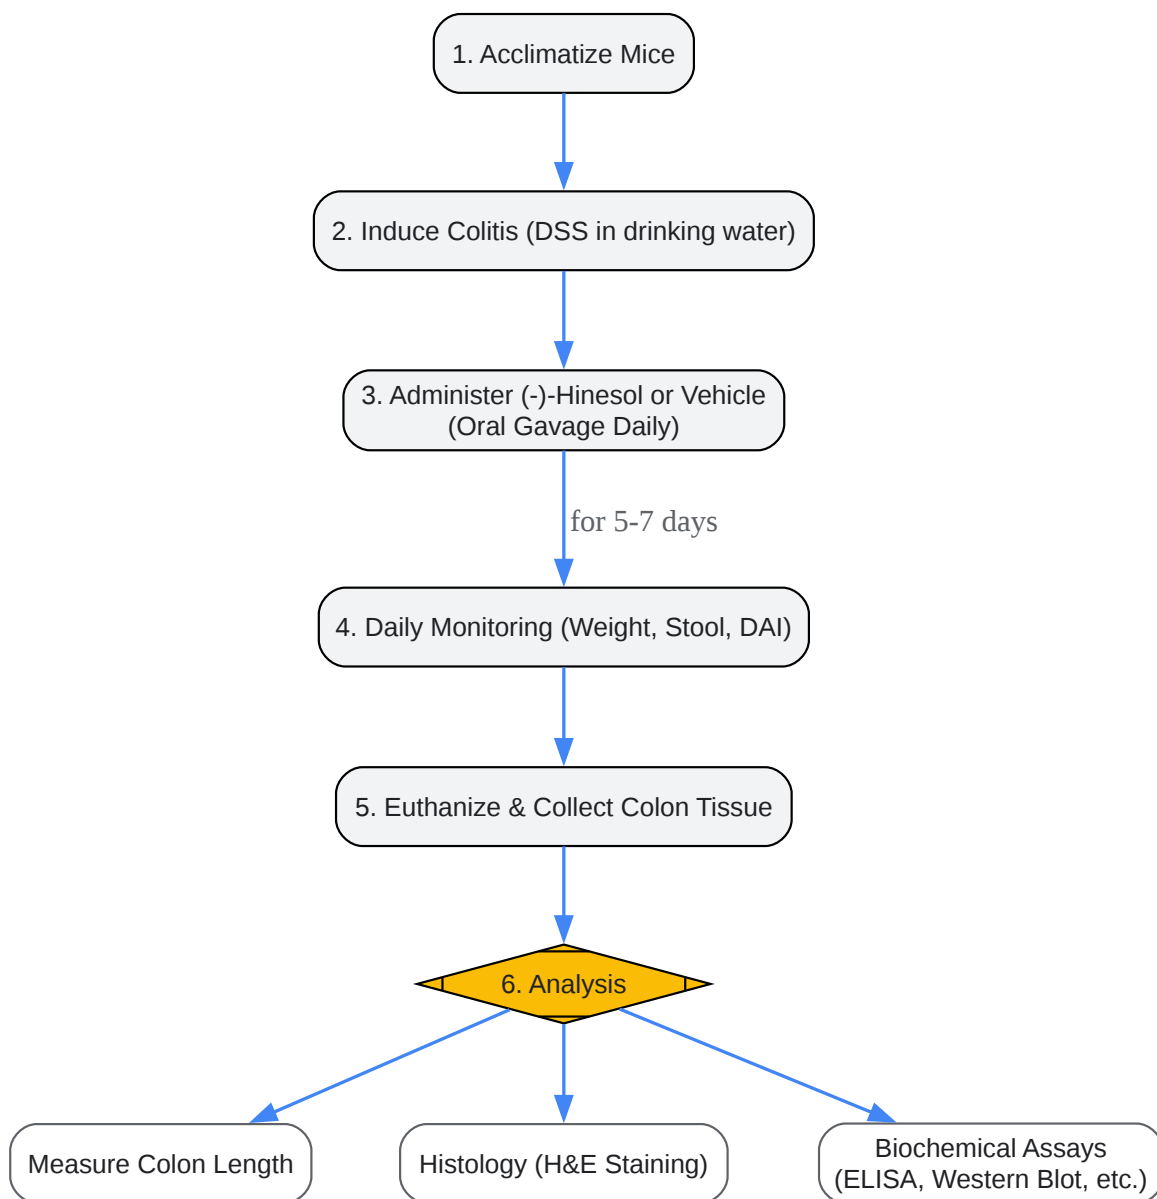 1. Acclimatize Mice
2. Induce Colitis (DSS in drinking water)
3. Administer (-)-Hinesol or Vehicle
(Oral Gavage Daily)
for 5-7 days
4. Daily Monitoring (Weight, Stool, DAI)
5. Euthanize & Collect Colon Tissue
6. Analysis
Measure Colon Length
Histology (H&E Staining)
Biochemical Assays
(ELISA, Western Blot, etc.)